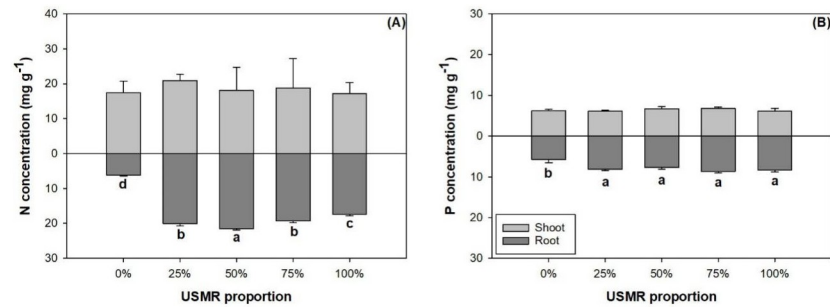 (A)
N concentration (mg g-1)
40
30
20
10
0
10
20
30
d
b
a
b
c
0%
25%
50%
75%
100%
USMR proportion
(B)
P concentration (mg g-1)
30
20
10
0
10
20
30
b
a
a
a
a
Shoot
Root
0%
25%
50%
75%
100%
USMR proportion